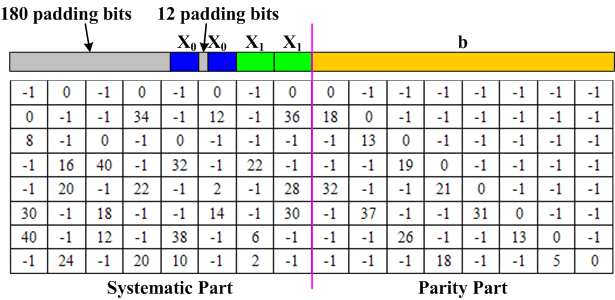 180 padding bits 12 padding bits
X0 X0 X1 X1 b
-1 0 -1 0 -1 0 -1 0 0 -1 -1 -1 -1 -1 -1 -1
0 -1 -1 34 -1 12 -1 36 18 0 -1 -1 -1 -1 -1 -1
8 -1 0 -1 0 -1 -1 -1 -1 13 0 -1 -1 -1 -1 -1
-1 16 40 -1 32 -1 22 -1 -1 -1 19 0 -1 -1 -1 -1
-1 20 -1 22 -1 2 -1 28 32 -1 -1 21 0 -1 -1 -1
30 -1 18 -1 -1 14 -1 30 -1 37 -1 -1 31 0 -1 -1
40 -1 12 -1 38 -1 6 -1 -1 -1 26 -1 -1 13 0 -1
-1 24 -1 20 10 -1 2 -1 -1 -1 -1 18 -1 -1 5 0
Systematic Part Parity Part